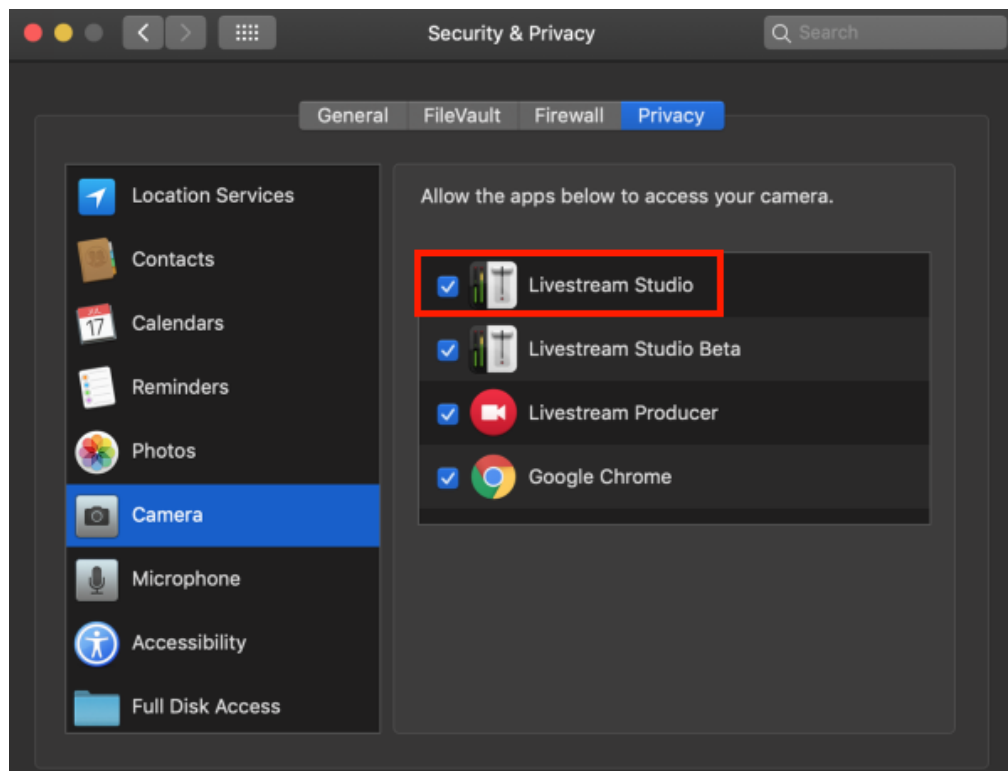 Security & Privacy
Search
General
FileVault
Firewall
Privacy
Location Services
Contacts
JUL
17
Calendars
Reminders
Photos
Camera
Microphone
Accessibility
Full Disk Access
Allow the apps below to access your camera.
Livestream Studio
Livestream Studio Beta
Livestream Producer
Google Chrome